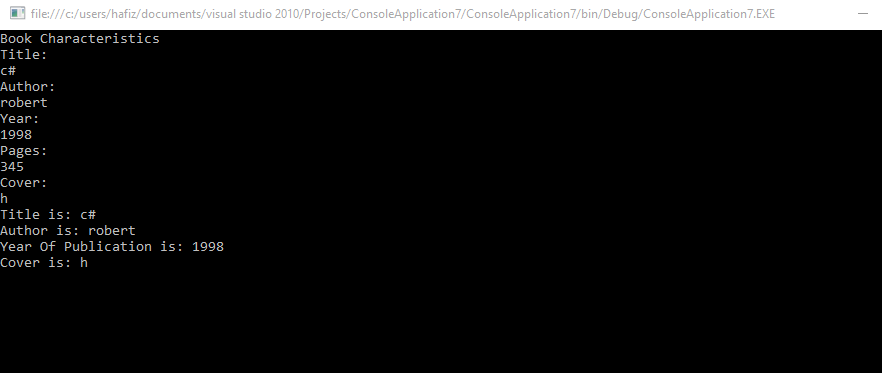 file:///c:/users/hafiz/documents/visual studio 2010/Projects/ConsoleApplication7/ConsoleApplication7/bin/Debug/ConsoleApplication7.EXE
Book Characteristics
Title:
c#
Author:
robert
Year:
1998
Pages:
345
Cover:
h
Title is: c#
Author is: robert
Year Of Publication is: 1998
Cover is: h